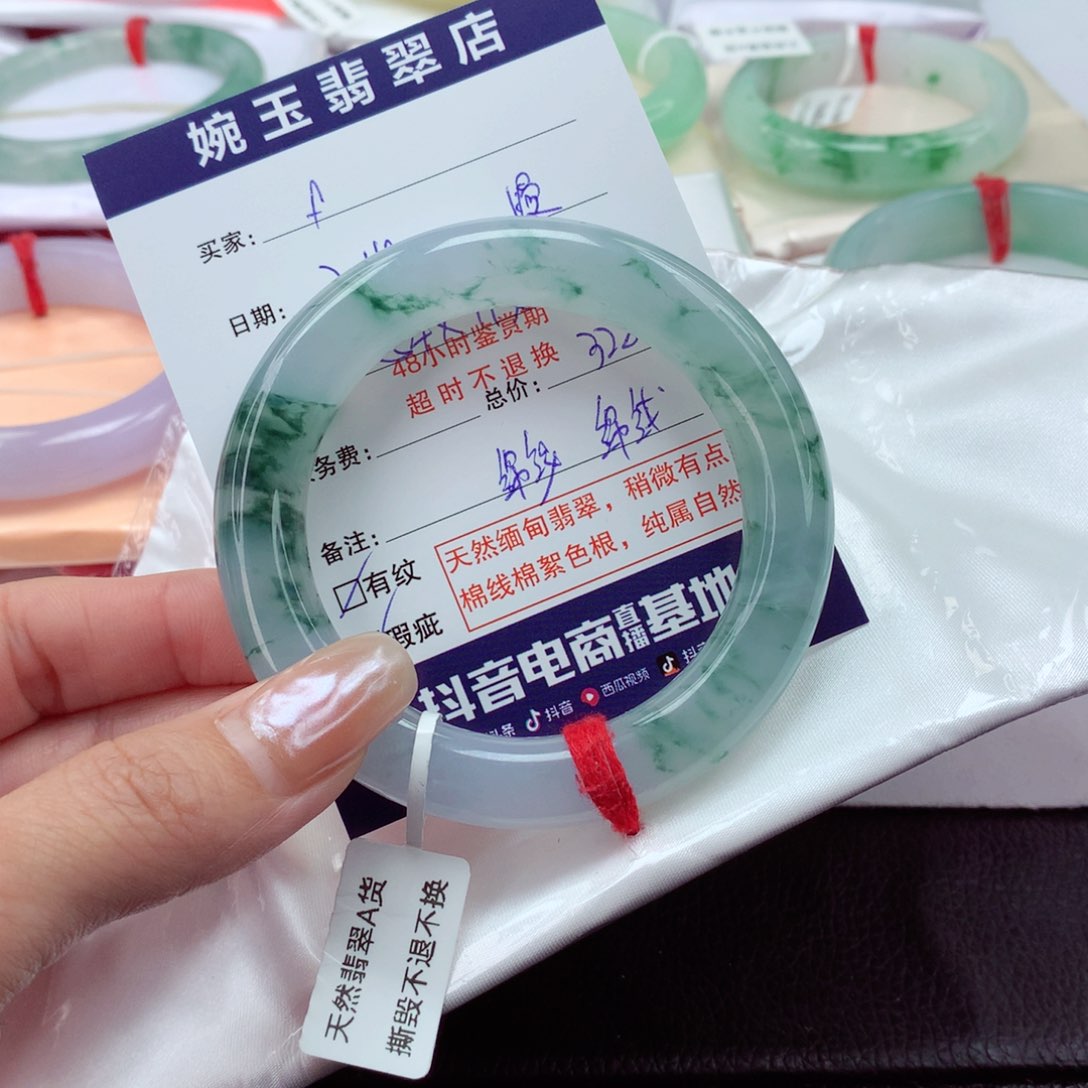 婉玉翡翠店
买家:
日期:
48小时鉴赏期
超时不退换
总价:
务费:
棉线 棉线
备注:
天然缅甸翡翠，稍微有点
棉线棉絮色根，纯属自然
有纹
瑕疵
抖音电商直播基地
头条 抖音 西瓜视频 抖
天然翡翠A货
撕毁不退不换